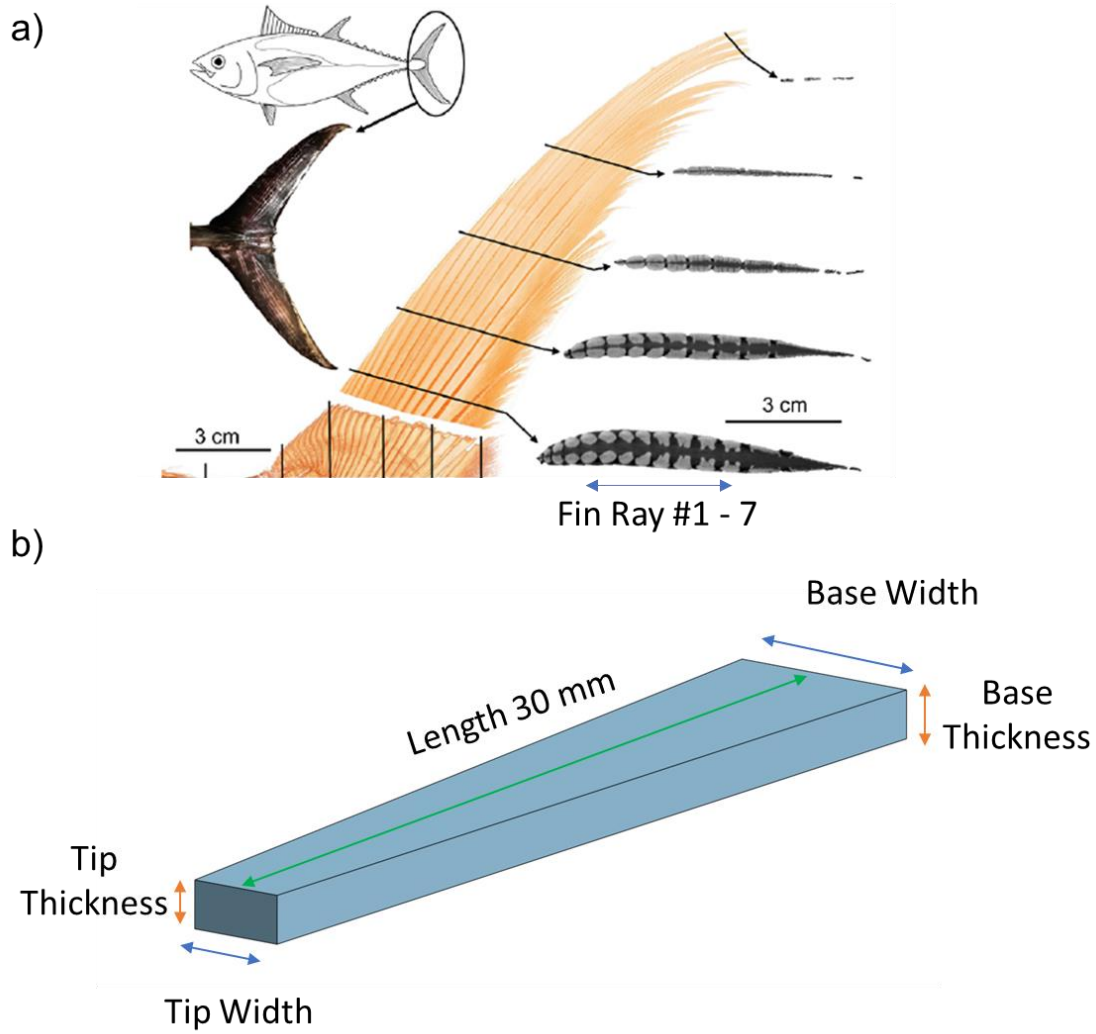 a)
3 cm
3 cm
Fin Ray #1 - 7
b)
Base Width
Length 30 mm
Base
Thickness
Tip
Thickness
Tip Width